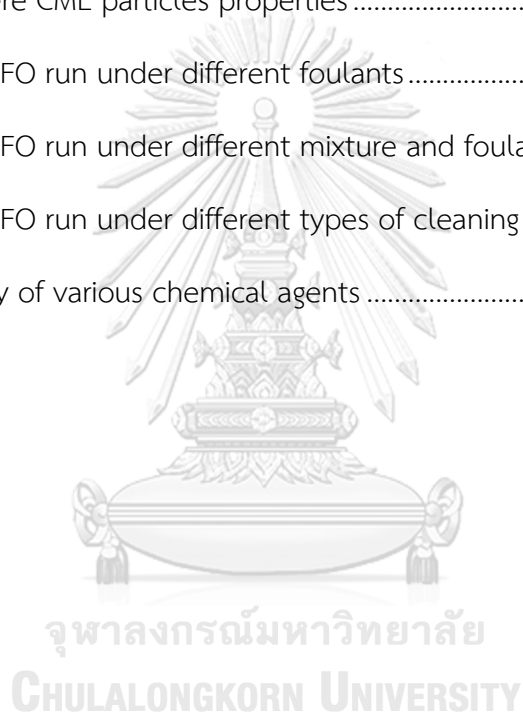 CML particles properties ..........................
FO run under different foulants ..................
FO run under different mixture and
FO run under different types of cleaning
of various chemical agents .......................
จุฬาลงกรณ์มหาวิทยาลัย
CHULALONGKORN UNIVERSITY